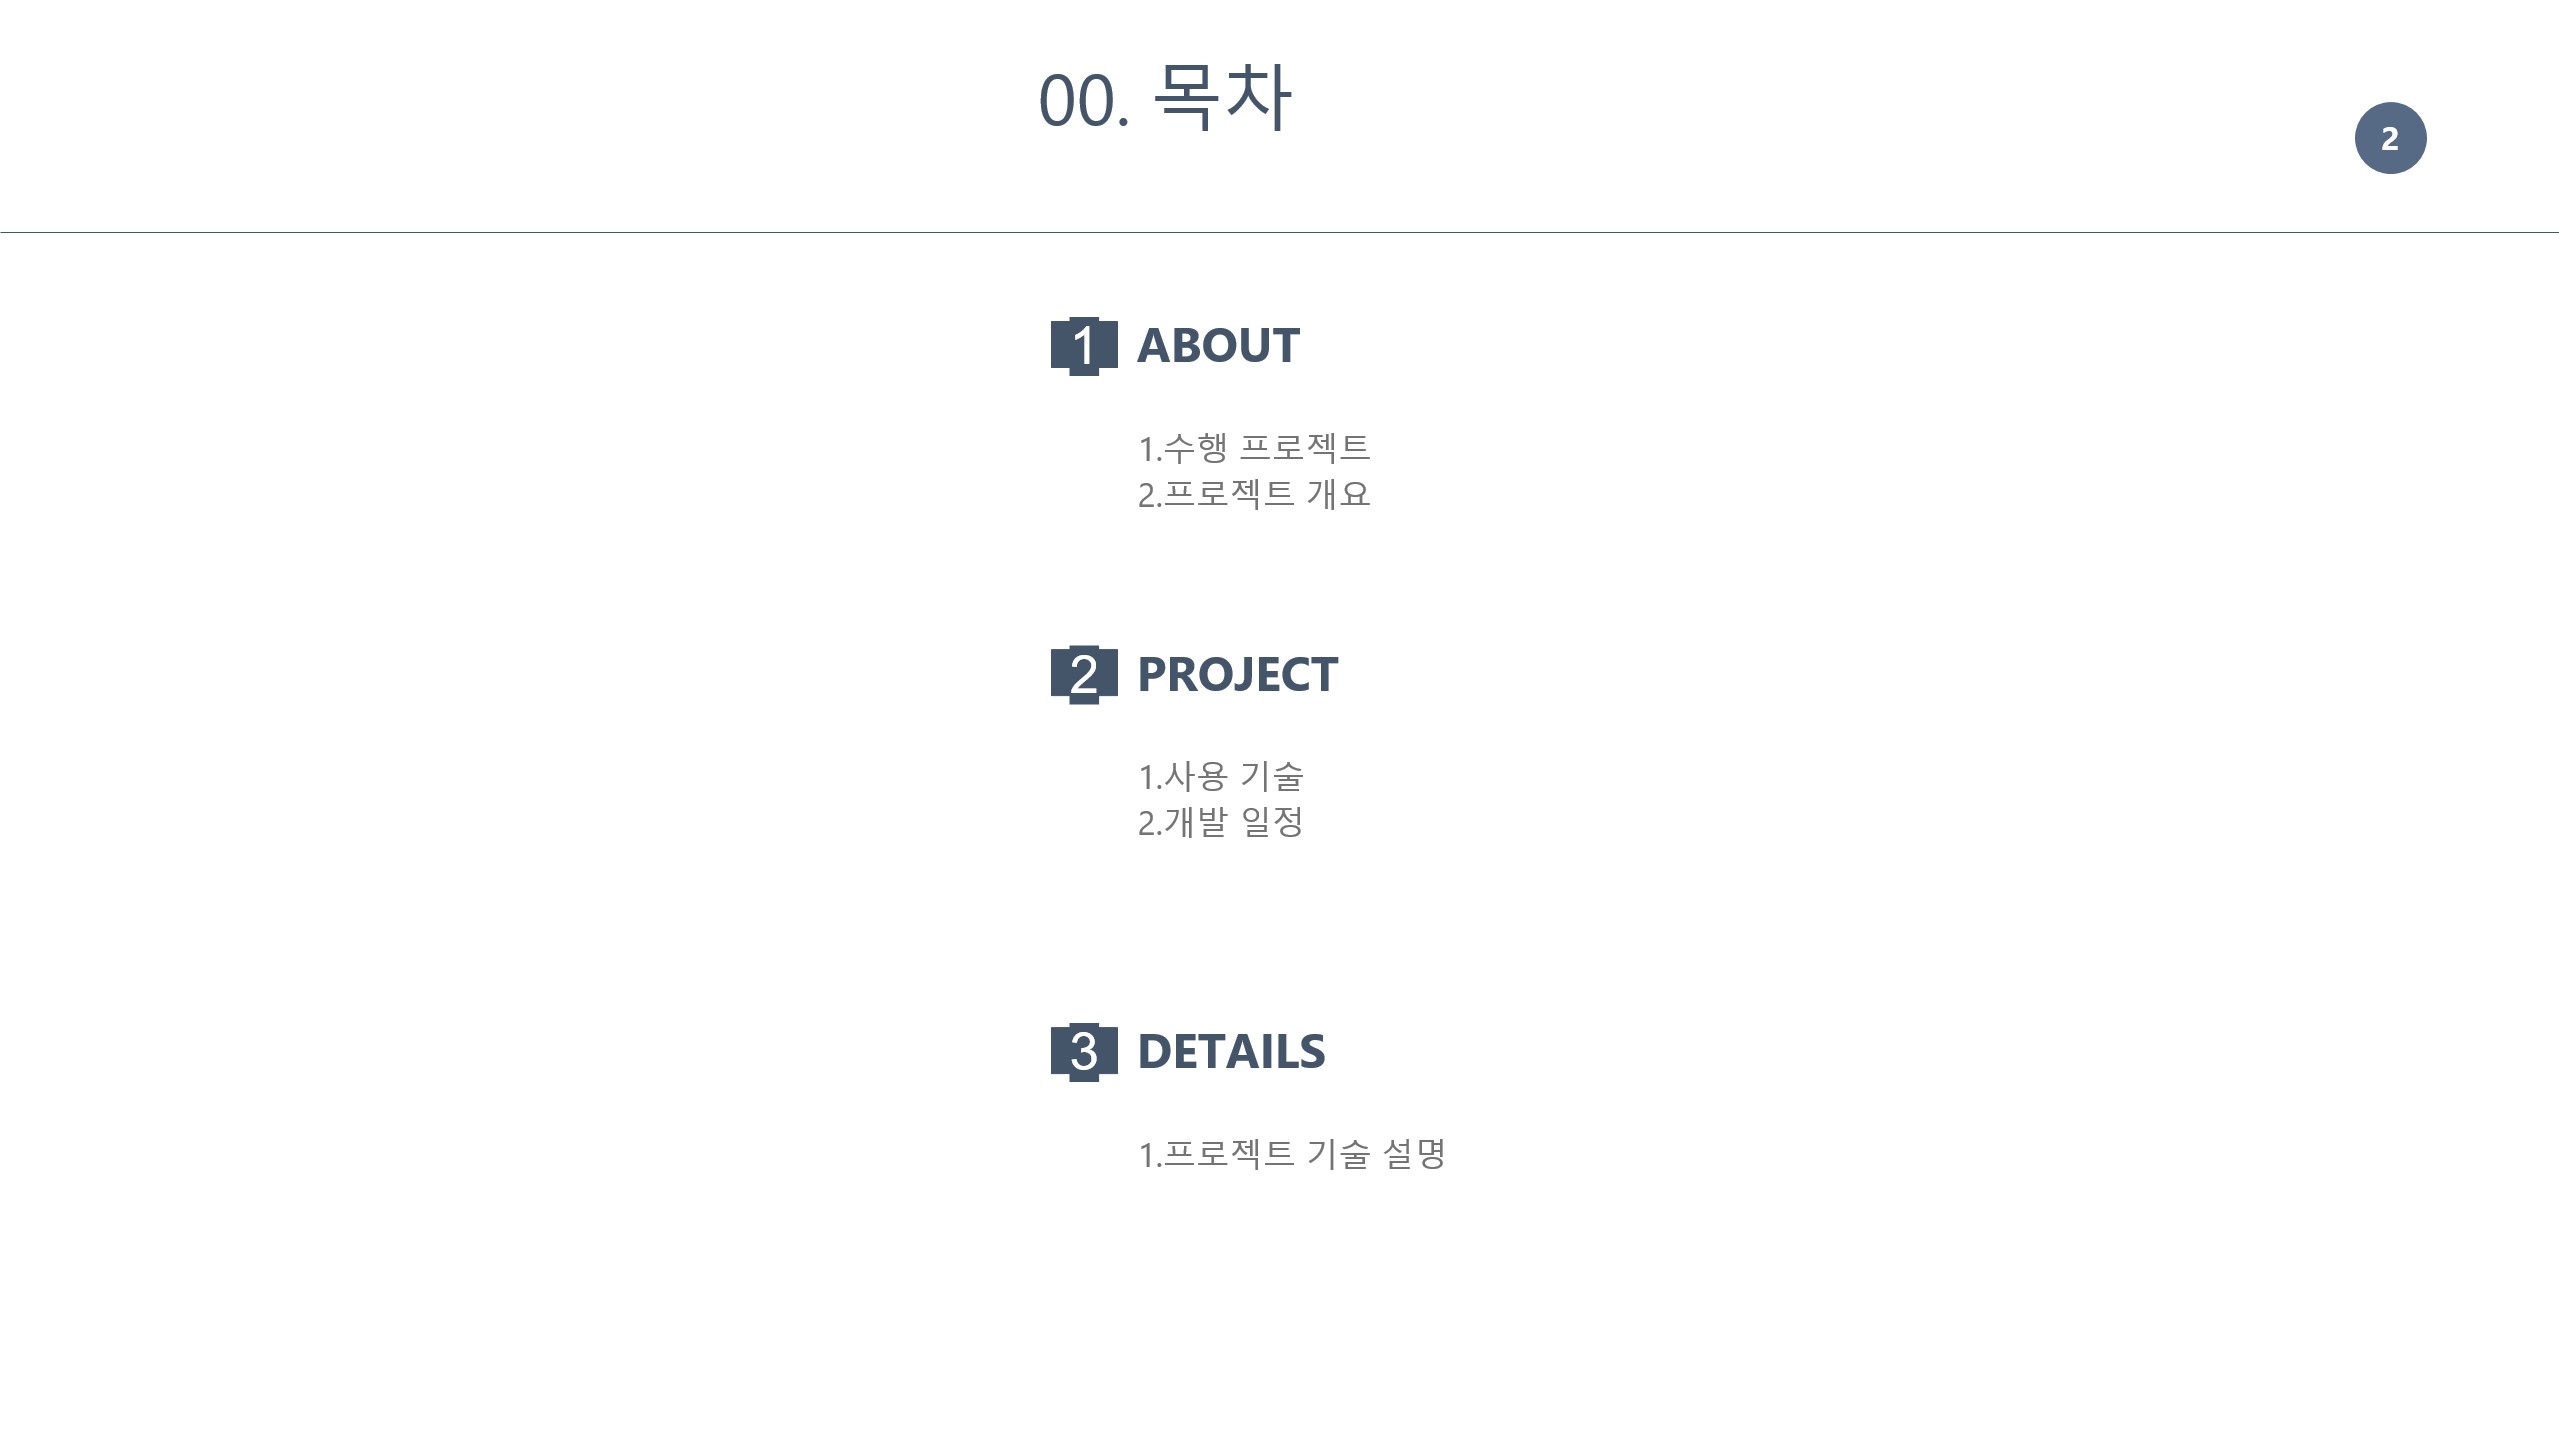 00. 목차
2
1 ABOUT
1.수행 프로젝트
2.프로젝트 개요
2 PROJECT
1.사용 기술
2.개발 일정
3 DETAILS
1.프로젝트 기술 설명